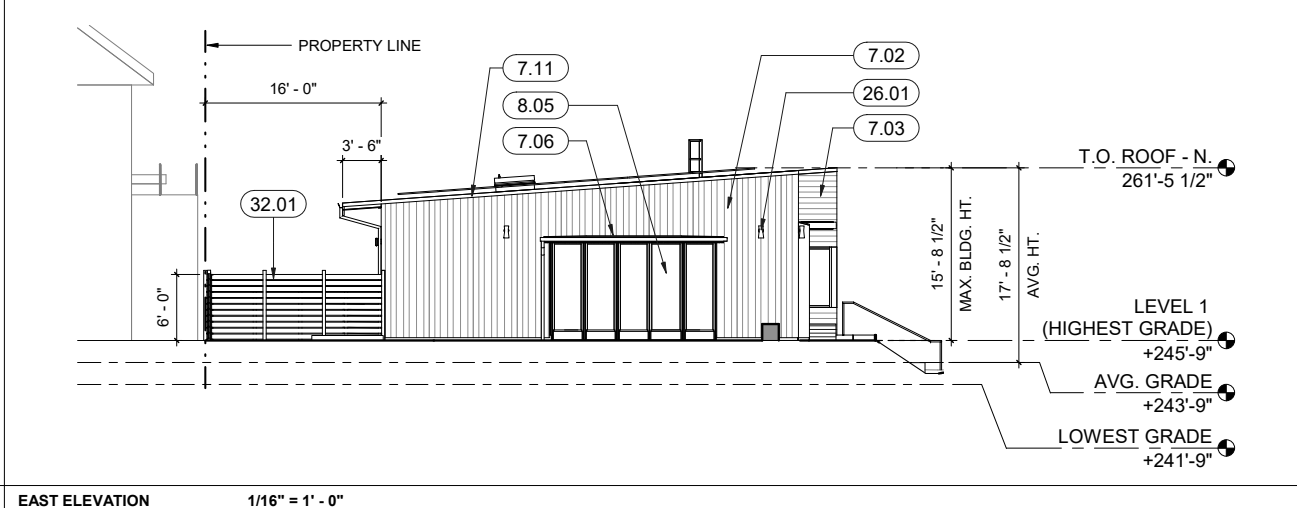 PROPERTY LINE
16' - 0"
3' - 6"
7.11
8.05
7.06
7.02
26.01
7.03
32.01
6' - 0"
T.O. ROOF - N.
261'-5 1/2"
15' - 8 1/2"
MAX. BLDG. HT.
17' - 8 1/2"
AVG. HT.
LEVEL 1
(HIGHEST GRADE)
+245'-9"
AVG. GRADE
+243'-9"
LOWEST GRADE
+241'-9"
EAST ELEVATION 1/16" = 1' - 0"